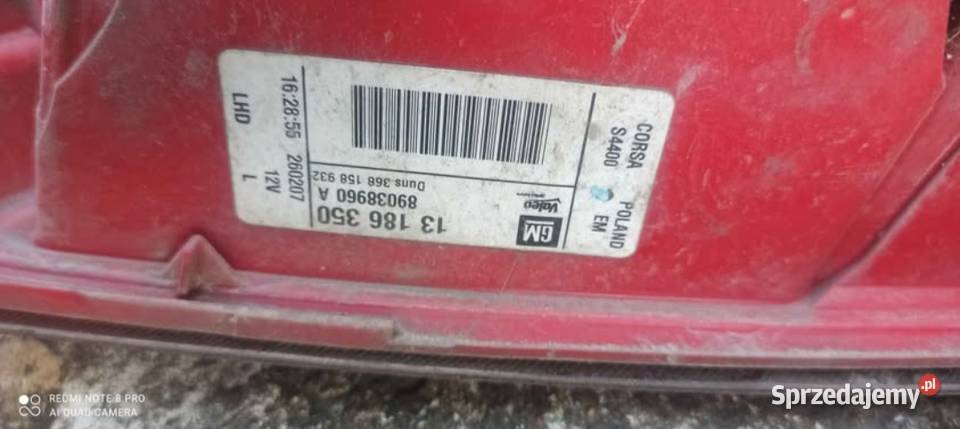 CORSA POLAND
S4400 EM
GM
Valeo
13 186 350
89038960 A
Duns 368 158 932
16:28:55 260207 12V
LHD L
REDMI NOTE 8 PRO
AI QUAD CAMERA
Sprzedajemy.pl